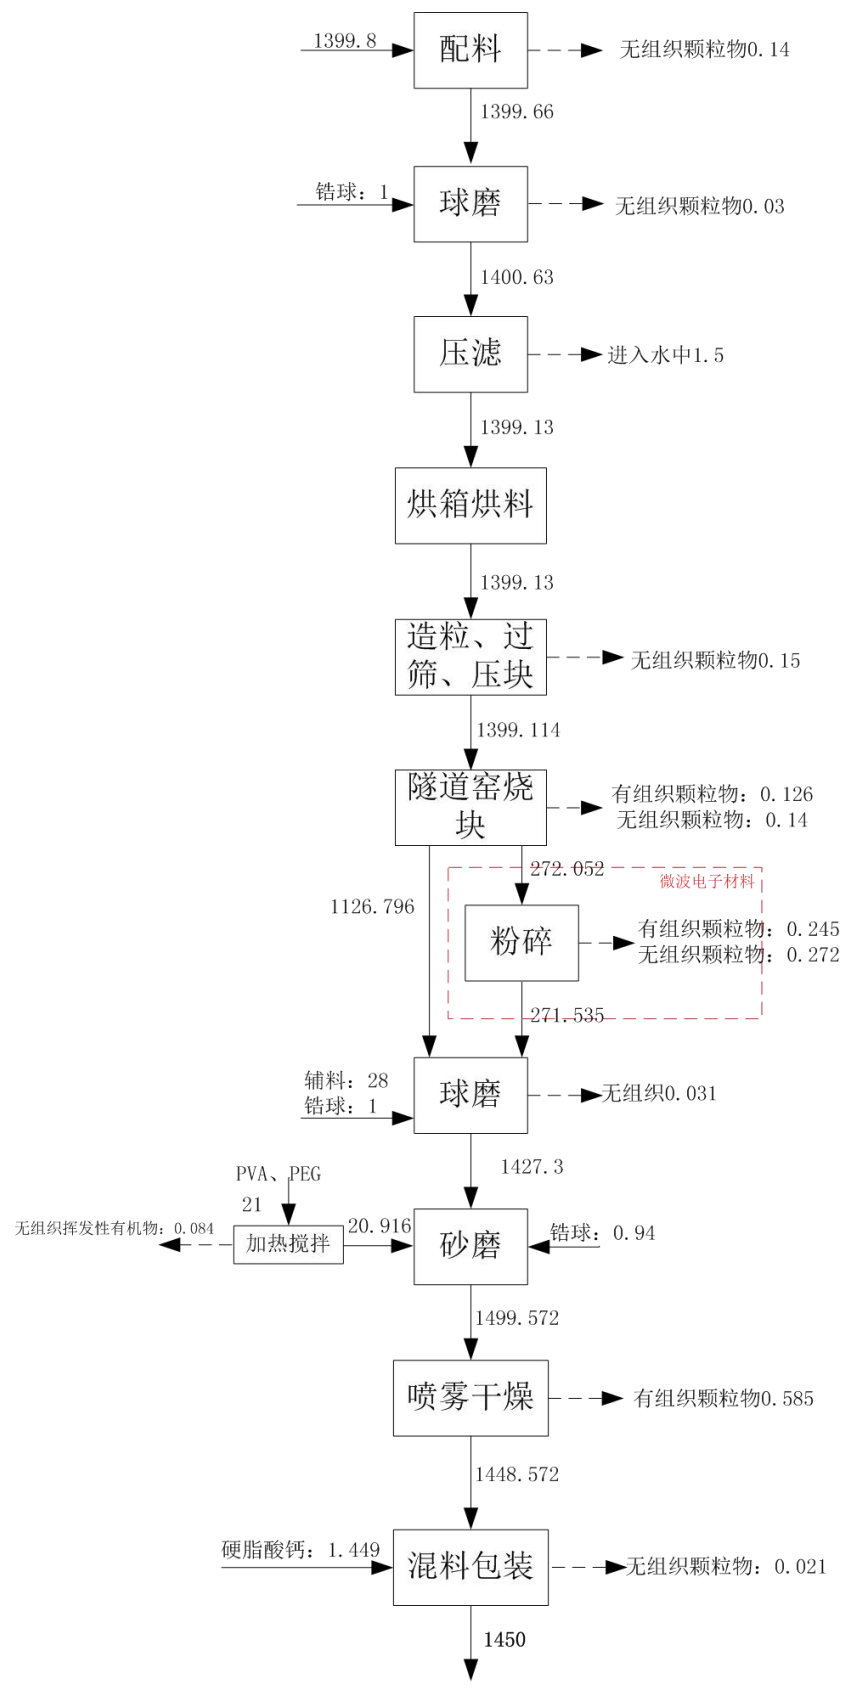 1399.8
配料
无组织颗粒物0.14
1399.66
锆球：1
球磨
无组织颗粒物0.03
1400.63
压滤
进入水中1.5
1399.13
烘箱烘料
1399.13
造粒、过
筛、压块
无组织颗粒物0.15
1399.114
隧道窑烧
块
有组织颗粒物：0.126
无组织颗粒物：0.14
272.052
微波电子材料
1126.796
粉碎
有组织颗粒物：0.245
无组织颗粒物：0.272
271.535
辅料：28
锆球：1
球磨
无组织0.031
1427.3
PVA、PEG
21
无组织挥发性有机物：0.084
加热搅拌
20.916
砂磨
锆球：0.94
1499.572
喷雾干燥
有组织颗粒物0.585
1448.572
硬脂酸钙：1.449
混料包装
无组织颗粒物：0.021
1450